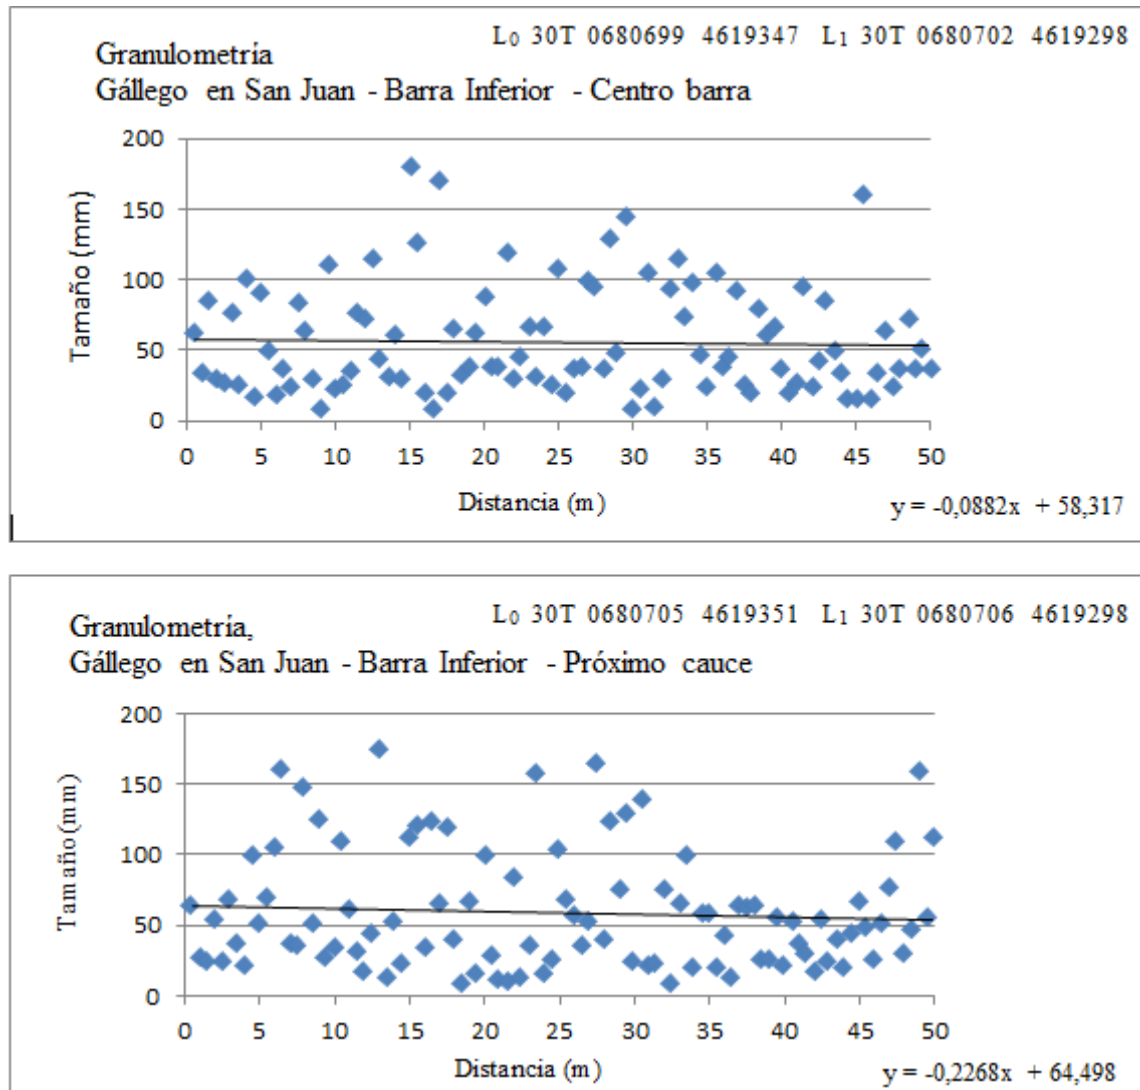 L0 30T 0680699 4619347 L1 30T 0680702 4619298
Granulometría
Gállego en San Juan - Barra Inferior - Centro barra
200
150
100
50
0
Tamaño (mm)
0 5 10 15 20 25 30 35 40 45 50
Distancia (m)
y = -0,0882x + 58,317
L0 30T 0680705 4619351 L1 30T 0680706 4619298
Granulometría,
Gállego en San Juan - Barra Inferior - Próximo cauce
200
150
100
50
0
Tamaño (mm)
0 5 10 15 20 25 30 35 40 45 50
Distancia (m)
y = -0,2268x + 64,498